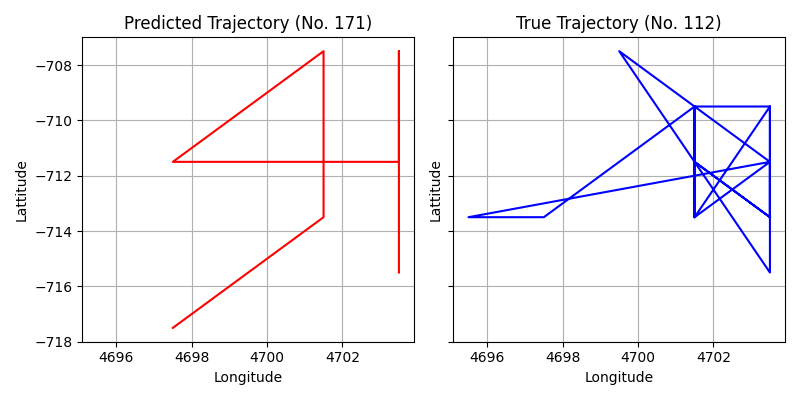 Predicted Trajectory (No. 171)
−708
−710
−712
−714
−716
−718
Lattitude
4696 4698 4700 4702
Longitude
True Trajectory (No. 112)
Lattitude
4696 4698 4700 4702
Longitude